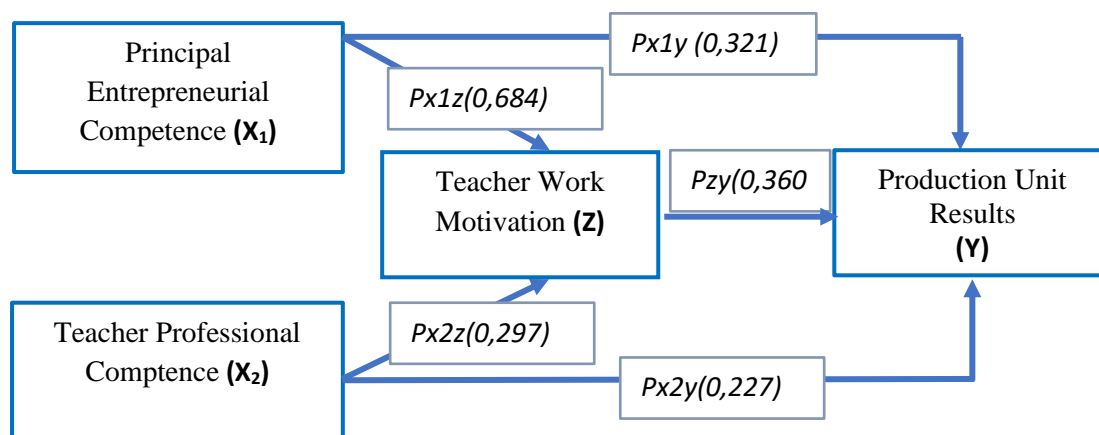 Principal
Entrepreneurial
Competence (X₁)
Px1y (0,321)
Px1z(0,684)
Teacher Work
Motivation (Z)
Pzy(0,360
Production Unit
Results
(Y)
Teacher Professional
Comptence (X₂)
Px2z(0,297)
Px2y(0,227)